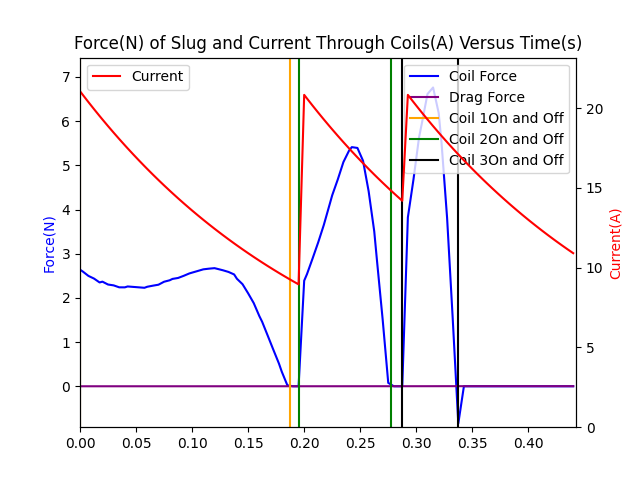 Force(N) of Slug and Current Through Coils(A) Versus Time(s)
Current
Coil Force
Drag Force
Coil 1On and Off
Coil 2On and Off
Coil 3On and Off
Force(N)
7
6
5
4
3
2
1
0
Current(A)
20
15
10
5
0
0.00 0.05 0.10 0.15 0.20 0.25 0.30 0.35 0.40